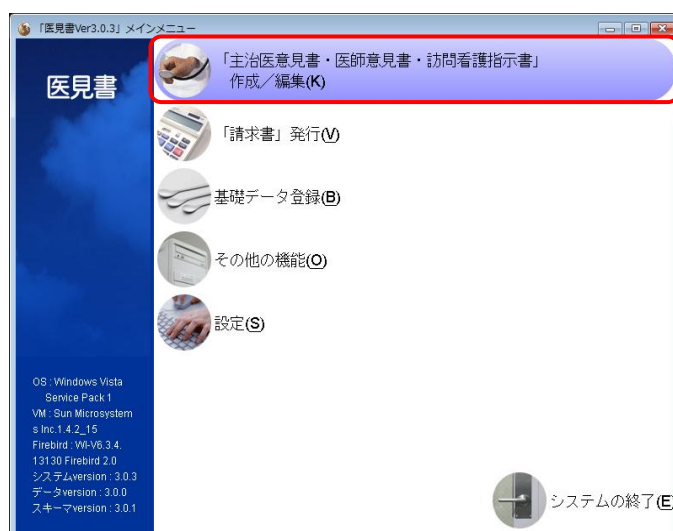 「医見書Ver3.0.3」メインメニュー
医見書
「主治医意見書・医師意見書・訪問看護指示書」
作成／編集(K)
「請求書」発行(V)
基礎データ登録(B)
その他の機能(O)
設定(S)
OS : Windows Vista
Service Pack 1
VM : Sun Microsystem
s Inc.1.4.2_15
Firebird : WI-V6.3.4.
13130 Firebird 2.0
システムversion : 3.0.3
データversion : 3.0.0
スキーマversion : 3.0.1
システムの終了(E